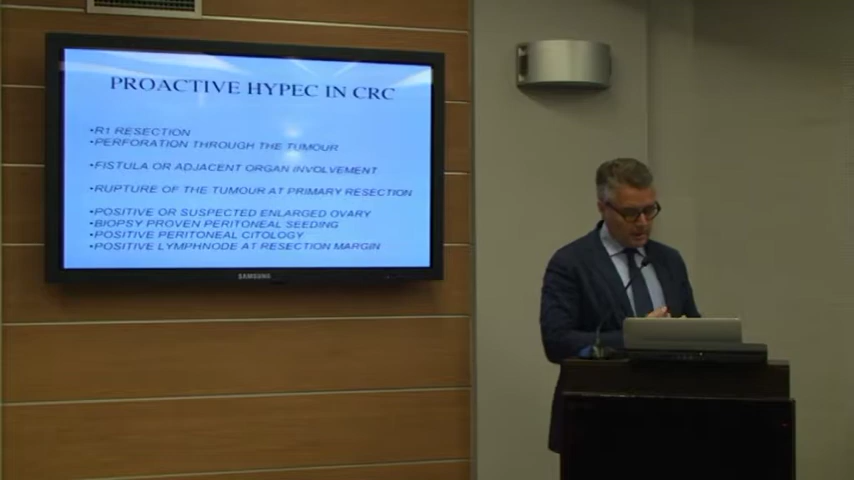 PROACTIVE HYPEC IN CRC
•R1 RESECTION
•PERFORATION THROUGH THE TUMOUR
•FISTULA OR ADJACENT ORGAN INVOLVEMENT
•RUPTURE OF THE TUMOUR AT PRIMARY RESECTION
•POSITIVE OR SUSPECTED ENLARGED OVARY
•BIOPSY PROVEN PERITONEAL SEEDING
•POSITIVE PERITONEAL CITOLOGY
•POSITIVE LYMPHNODE AT RESECTION MARGIN
SAMSUNG